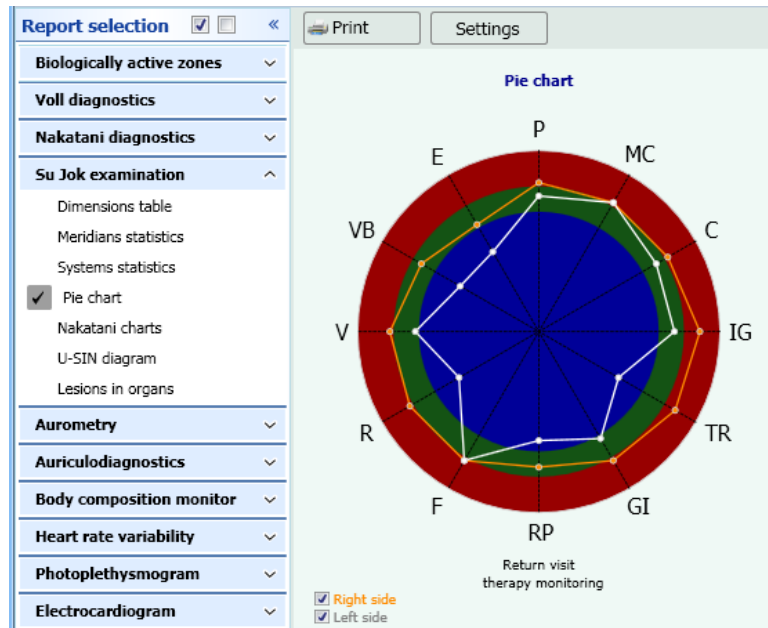 Report selection
Print
Settings
Biologically active zones
Voll diagnostics
Nakatani diagnostics
Su Jok examination
Dimensions table
Meridians statistics
Systems statistics
Pie chart
Nakatani charts
U-SIN diagram
Lesions in organs
Aurometry
Auriculodiagnostics
Body composition monitor
Heart rate variability
Photoplethysmogram
Electrocardiogram
Pie chart
P
MC
C
IG
TR
GI
RP
F
R
V
VB
E
Return visit
therapy monitoring
Right side
Left side